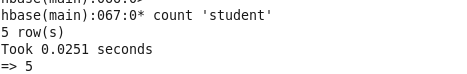 hbase(main):067:0* count 'student'
5 row(s)
Took 0.0251 seconds
=> 5